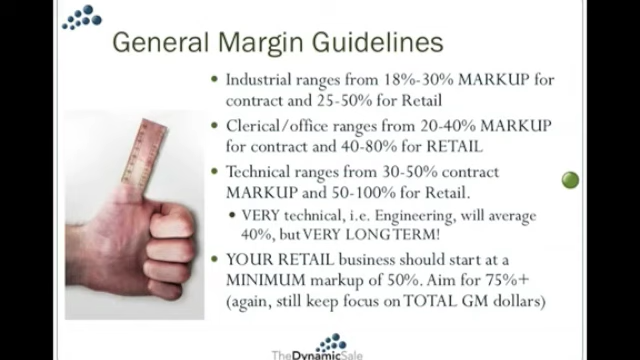 General Margin Guidelines
• Industrial ranges from 18%-30% MARKUP for
contract and 25-50% for Retail
• Clerical/office ranges from 20-40% MARKUP
for contract and 40-80% for RETAIL
• Technical ranges from 30-50% contract
MARKUP and 50-100% for Retail.
• VERY technical, i.e. Engineering, will average
40%, but VERY LONG TERM!
• YOUR RETAIL business should start at a
MINIMUM markup of 50%. Aim for 75%+
(again, still keep focus on TOTAL GM dollars)
TheDynamicSale